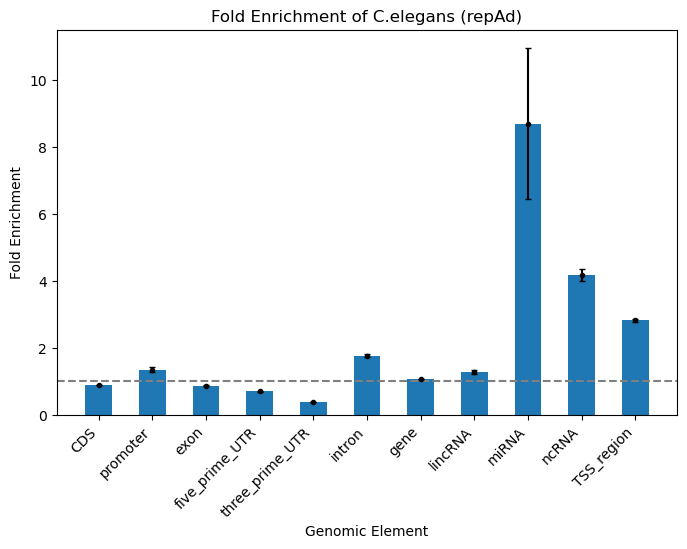 Fold Enrichment of C.elegans (repAd)
Fold Enrichment
10
8
6
4
2
0
CDS
promoter
exon
five_prime_UTR
three_prime_UTR
intron
gene
lincRNA
miRNA
ncRNA
TSS_region
Genomic Element